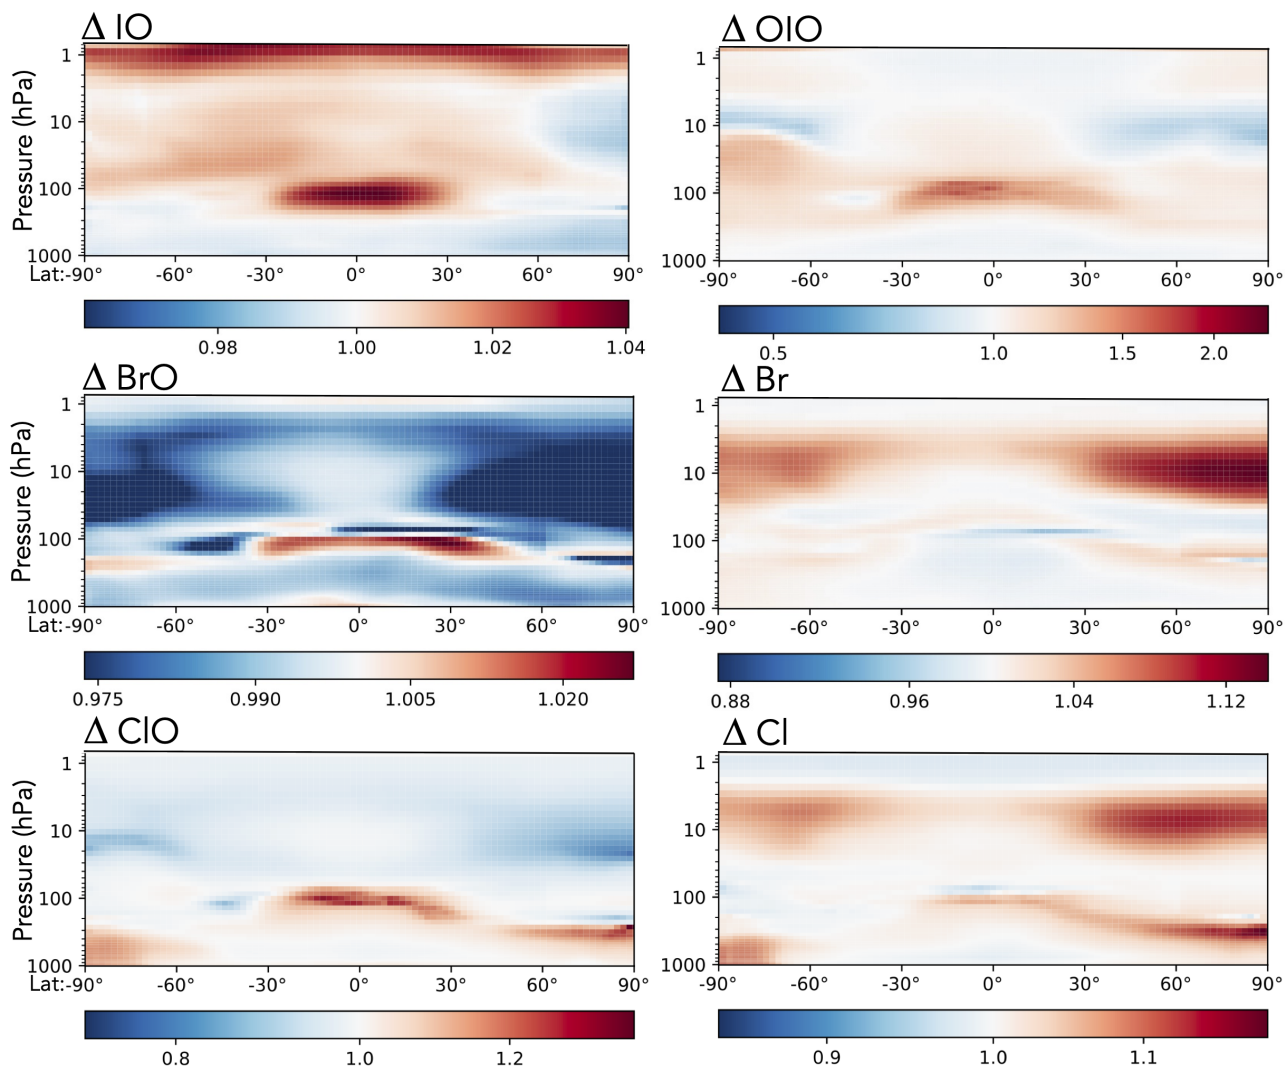 Δ IO
Pressure (hPa)
1
10
100
1000
Lat:-90° -60° -30° 0° 30° 60° 90°
0.98 1.00 1.02 1.04
Δ OIO
1
10
100
1000
-90° -60° -30° 0° 30° 60° 90°
0.5 1.0 1.5 2.0
Δ BrO
Pressure (hPa)
1
10
100
1000
Lat:-90° -60° -30° 0° 30° 60° 90°
0.975 0.990 1.005 1.020
Δ Br
1
10
100
1000
-90° -60° -30° 0° 30° 60° 90°
0.88 0.96 1.04 1.12
Δ ClO
Pressure (hPa)
1
10
100
1000
Lat:-90° -60° -30° 0° 30° 60° 90°
0.8 1.0 1.2
Δ Cl
1
10
100
1000
-90° -60° -30° 0° 30° 60° 90°
0.9 1.0 1.1